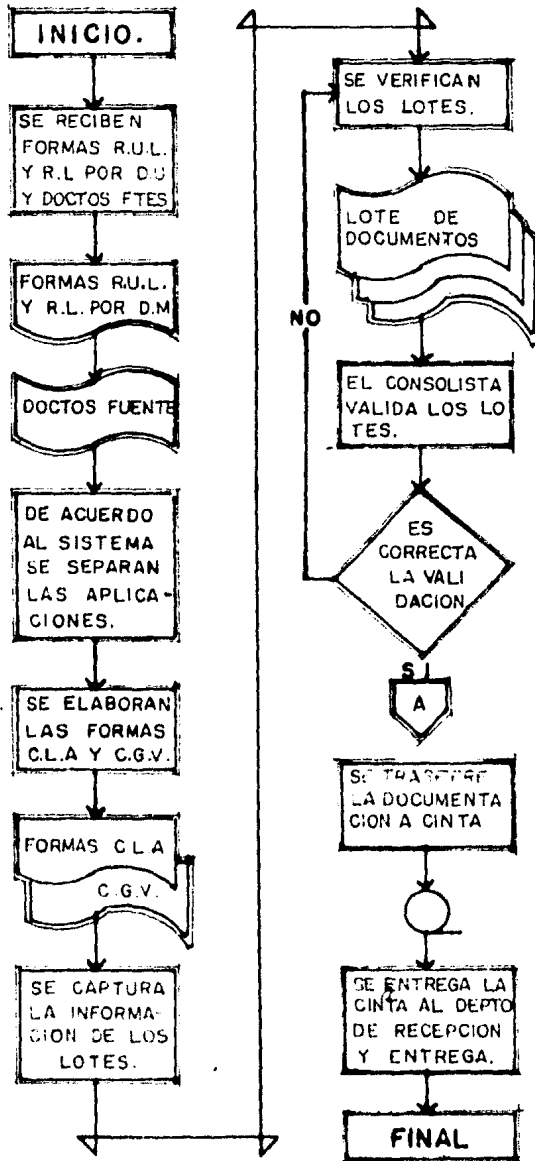 INICIO.
SE RECIBEN
FORMAS R.U.L.
Y R.L POR D.U
Y DOCTOS FTES
FORMAS R.U.L.
Y R.L. POR D.M
DOCTOS FUENTE
DE ACUERDO
AL SISTEMA
SE SEPARAN
LAS APLICA-
CIONES.
SE ELABORAN
LAS FORMAS
C.L.A Y C.G.V.
FORMAS C.L.A
C.G.V.
SE CAPTURA
LA INFORMA-
CION DE LOS
LOTES.
SE VERIFICAN
LOS LOTES.
LOTE DE
DOCUMENTOS
NO
EL CONSOLISTA
VALIDA LOS LO
TES.
ES
CORRECTA
LA VALI
DACION
SI
A
SE
LA DOCUMENTA
CION A CINTA
SE ENTREGA LA
CINTA AL DEPTO
DE RECEPCION
Y ENTREGA.
FINAL